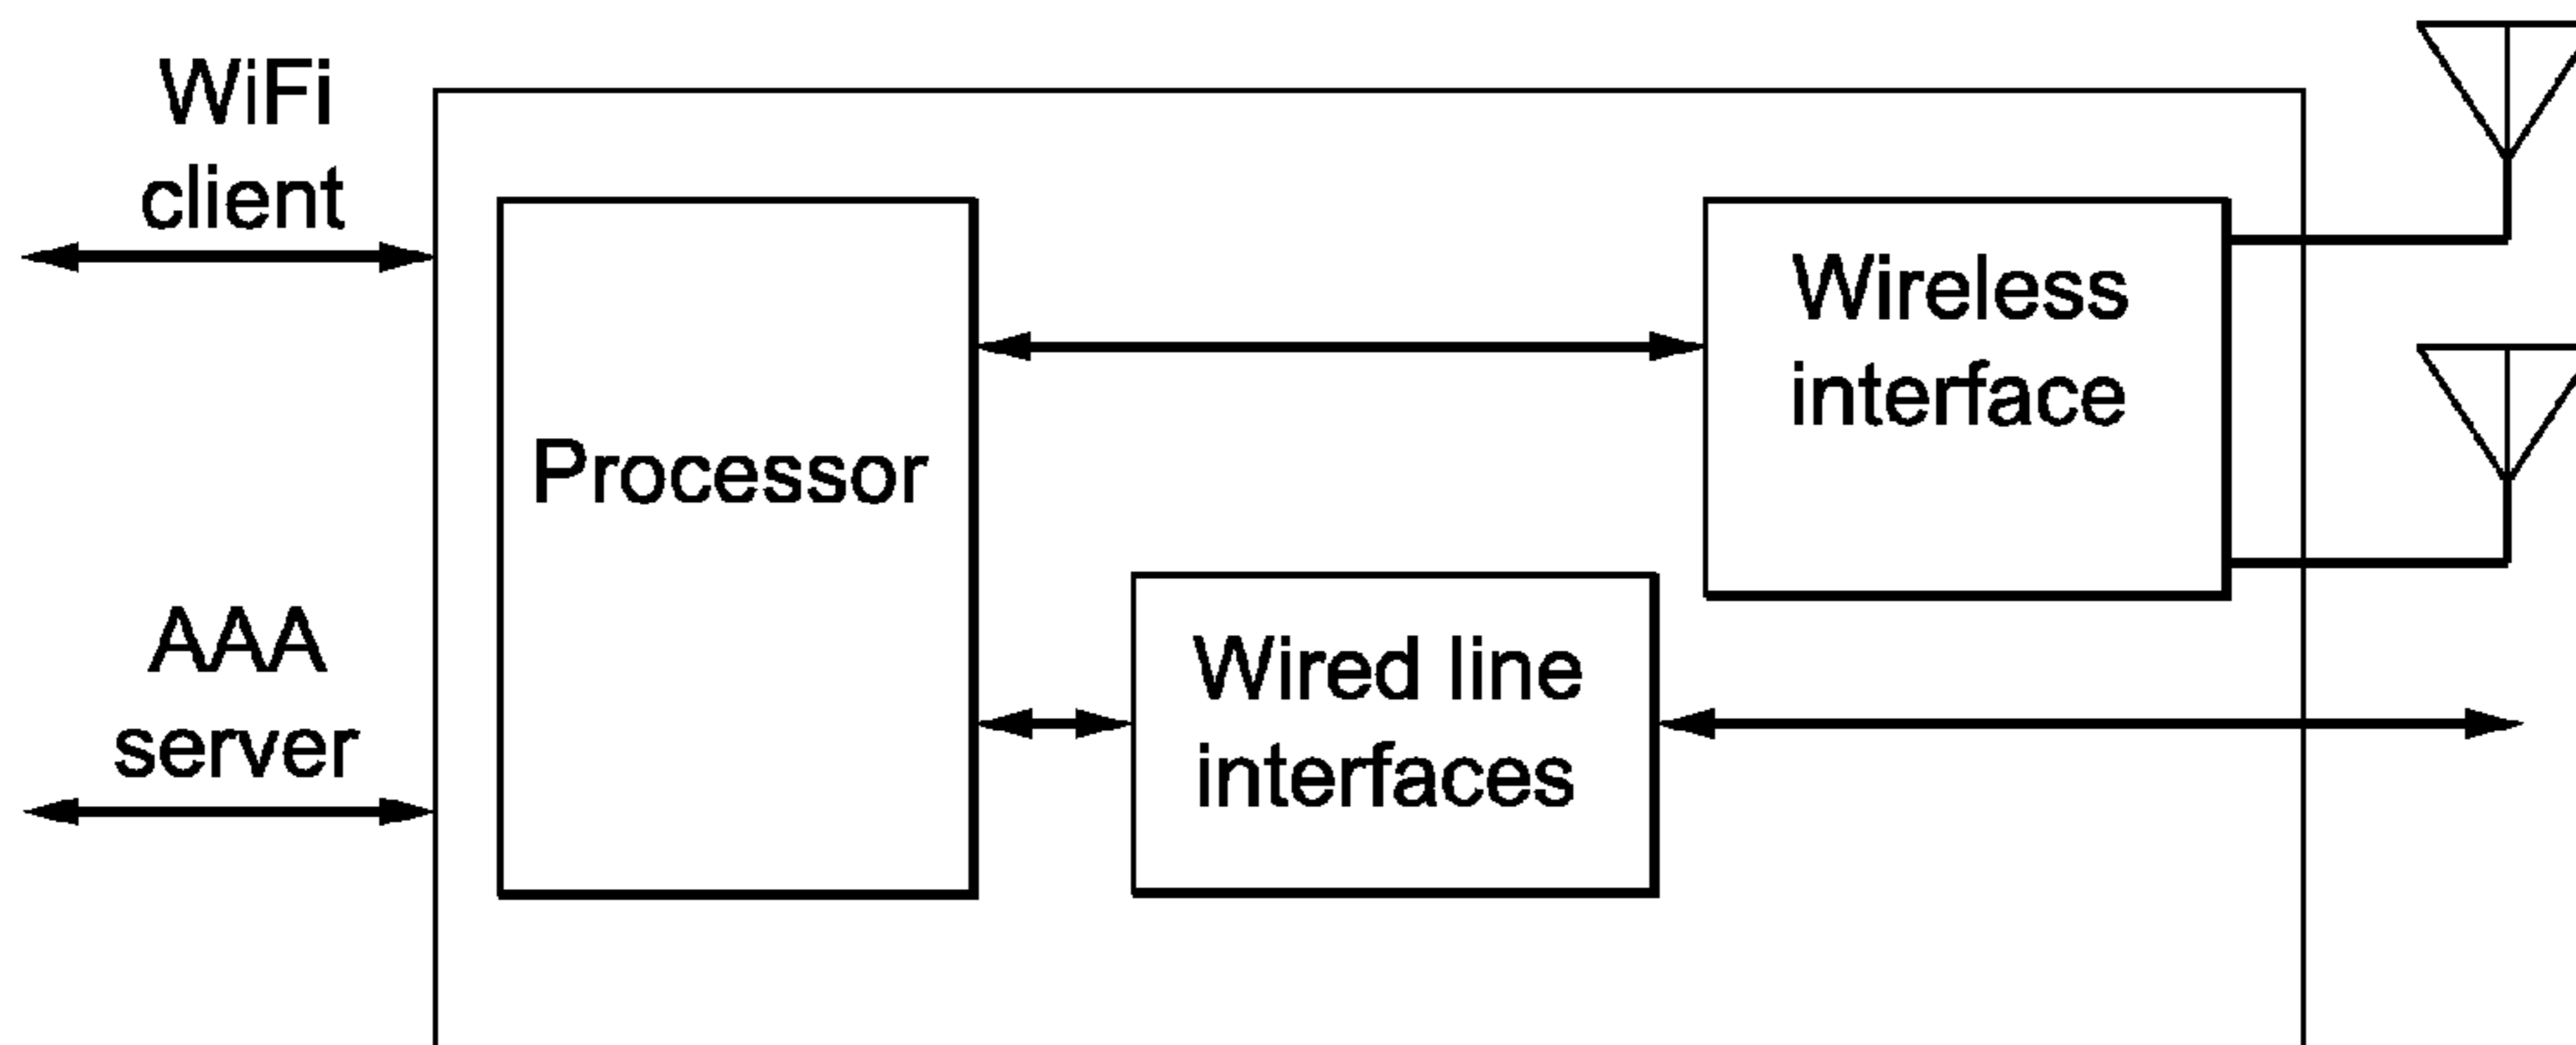 WiFi
client
Processor
Wireless
interface
AAA
server
Wired line
interfaces